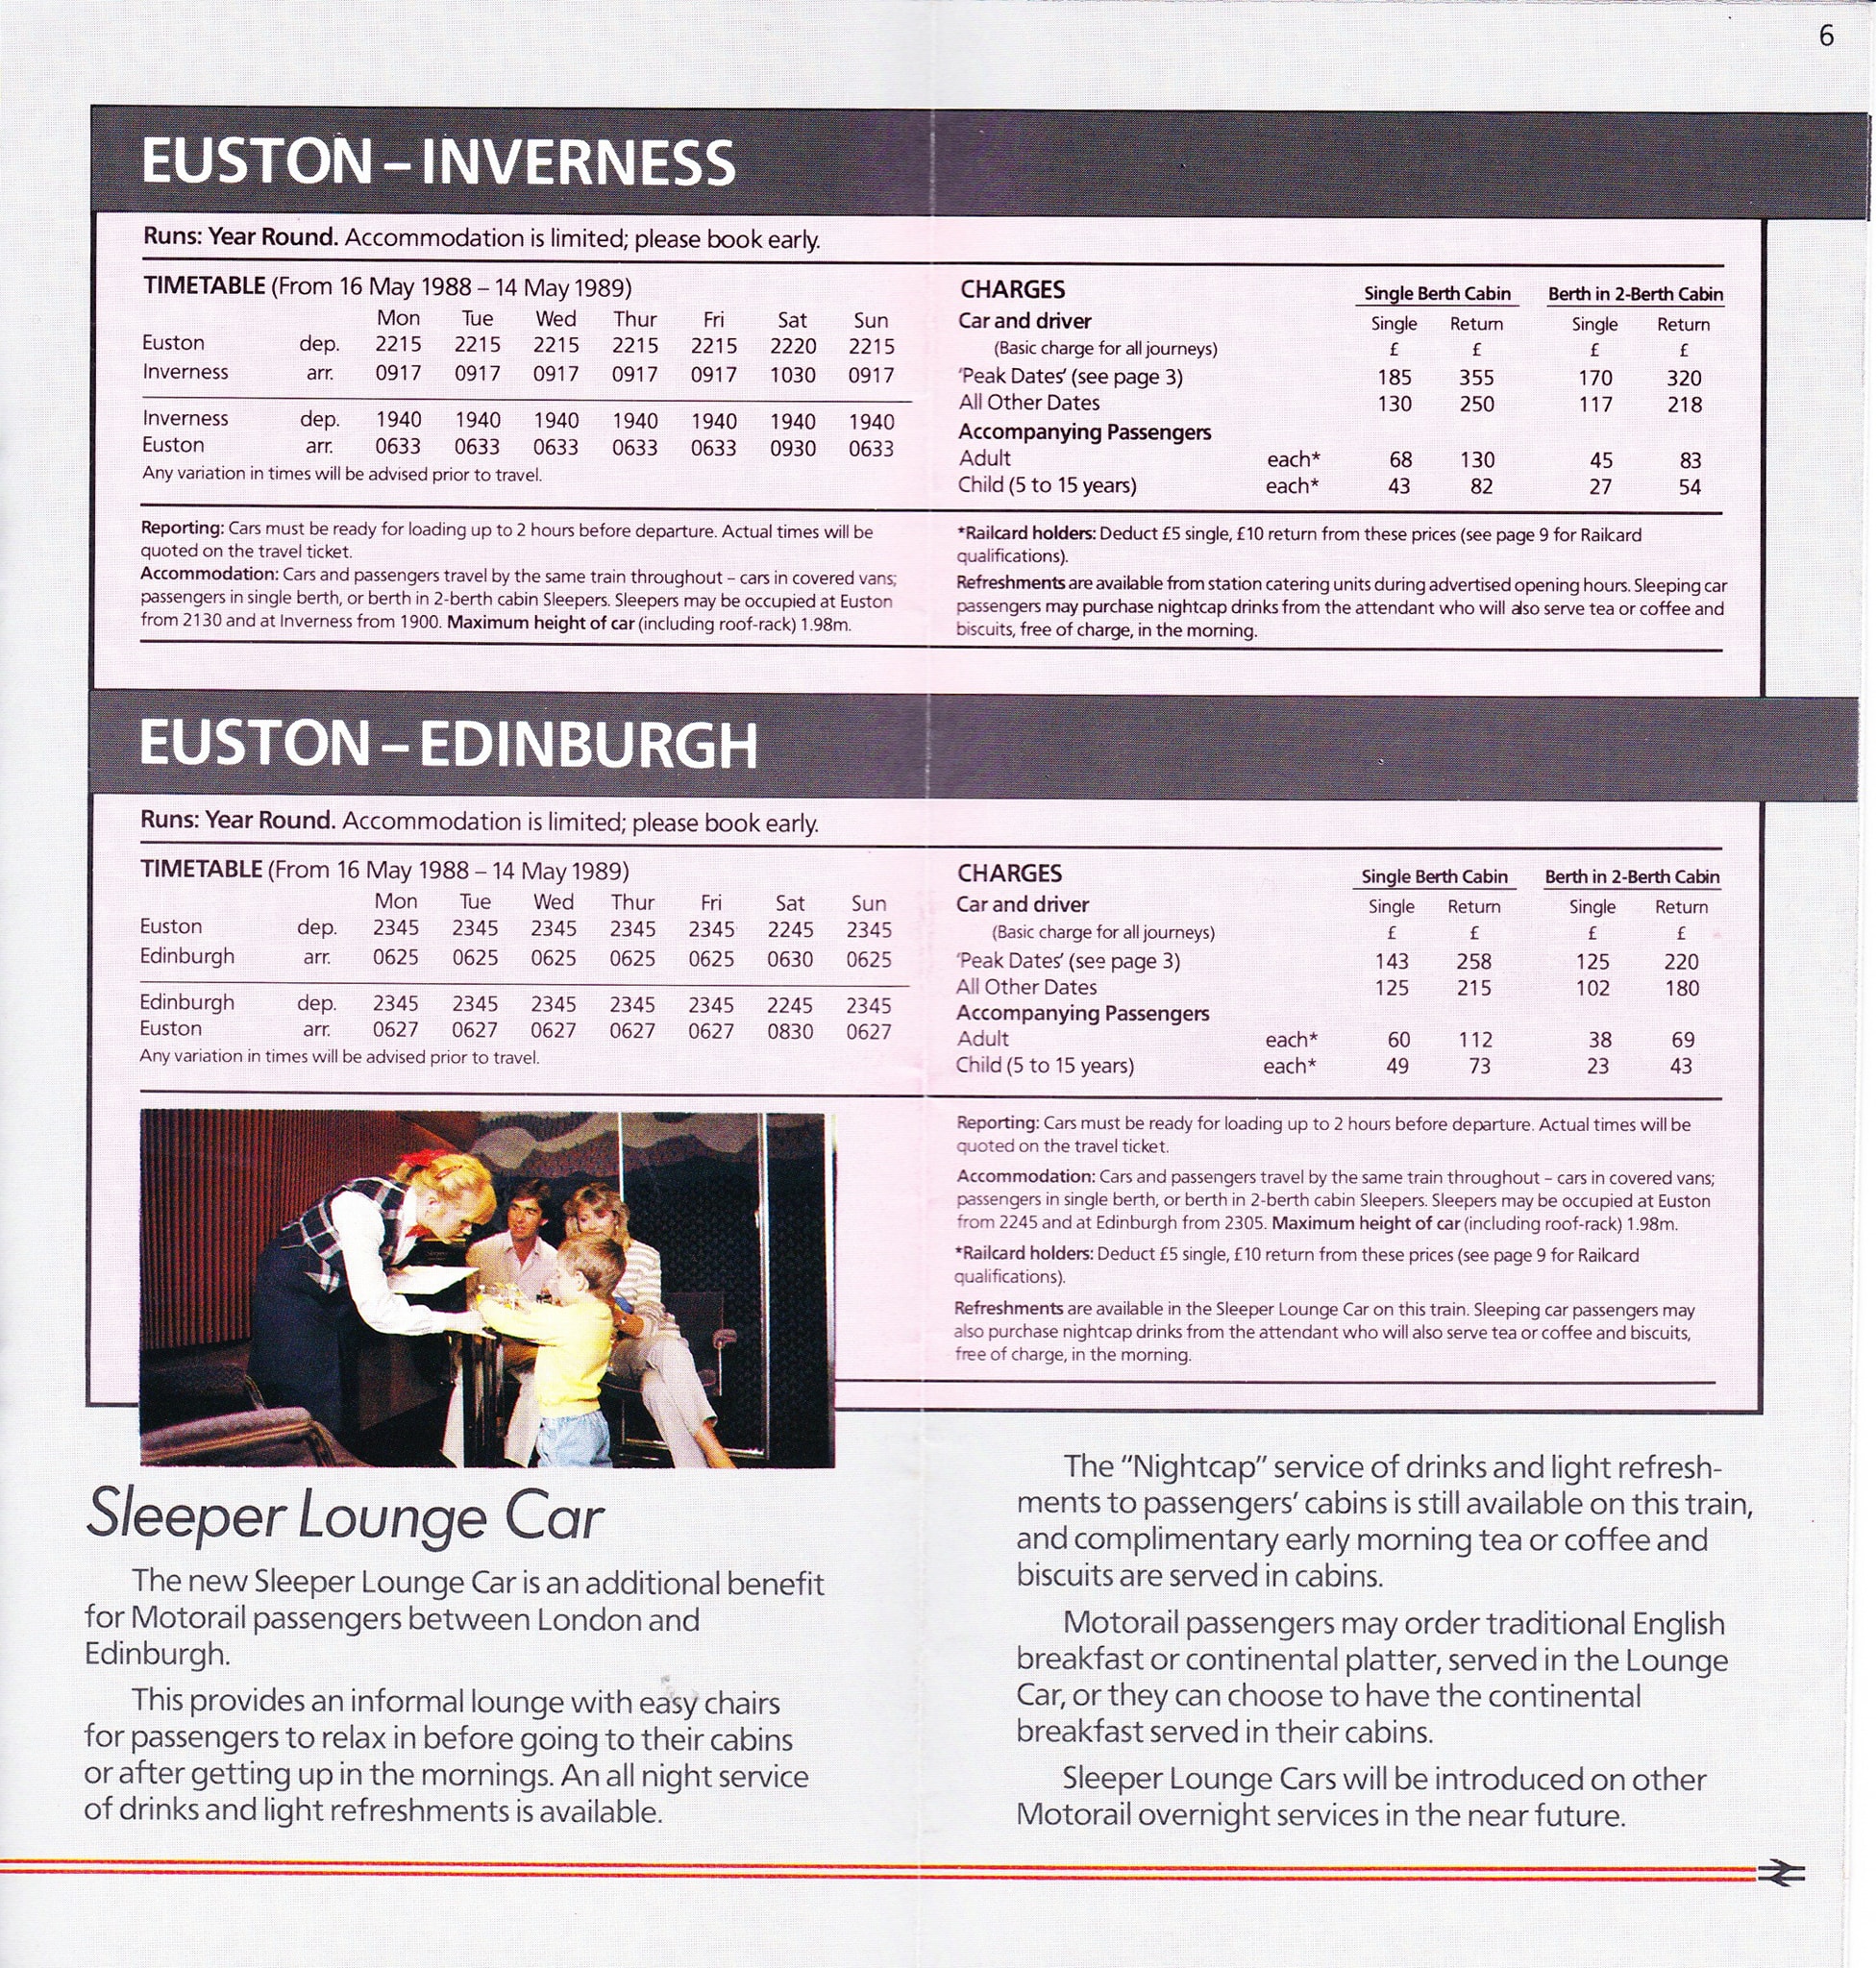 6
EUSTON – INVERNESS
Runs: Year Round. Accommodation is limited; please book early.
TIMETABLE (From 16 May 1988 – 14 May 1989)
Mon Tue Wed Thur Fri Sat Sun
Euston dep. 2215 2215 2215 2215 2215 2220 2215
Inverness arr. 0917 0917 0917 0917 0917 1030 0917
Inverness dep. 1940 1940 1940 1940 1940 1940 1940
Euston arr. 0633 0633 0633 0633 0633 0930 0633
Any variation in times will be advised prior to travel.
Reporting: Cars must be ready for loading up to 2 hours before departure. Actual times will be
quoted on the travel ticket.
Accommodation: Cars and passengers travel by the same train throughout – cars in covered vans;
passengers in single berth, or berth in 2-berth cabin Sleepers. Sleepers may be occupied at Euston
from 2130 and at Inverness from 1900. Maximum height of car (including roof-rack) 1.98m.
CHARGES Single Berth Cabin Berth in 2-Berth Cabin
Car and driver Single Return Single Return
(Basic charge for all journeys) £ £ £ £
'Peak Dates' (see page 3) 185 355 170 320
All Other Dates 130 250 117 218
Accompanying Passengers
Adult each* 68 130 45 83
Child (5 to 15 years) each* 43 82 27 54
*Railcard holders: Deduct £5 single, £10 return from these prices (see page 9 for Railcard
qualifications).
Refreshments are available from station catering units during advertised opening hours. Sleeping car
passengers may purchase nightcap drinks from the attendant who will also serve tea or coffee and
biscuits, free of charge, in the morning.
EUSTON – EDINBURGH
Runs: Year Round. Accommodation is limited; please book early.
TIMETABLE (From 16 May 1988 – 14 May 1989)
Mon Tue Wed Thur Fri Sat Sun
Euston dep. 2345 2345 2345 2345 2345 2245 2345
Edinburgh arr. 0625 0625 0625 0625 0625 0630 0625
Edinburgh dep. 2345 2345 2345 2345 2345 2245 2345
Euston arr. 0627 0627 0627 0627 0627 0830 0627
Any variation in times will be advised prior to travel.
CHARGES Single Berth Cabin Berth in 2-Berth Cabin
Car and driver Single Return Single Return
(Basic charge for all journeys) £ £ £ £
'Peak Dates' (see page 3) 143 258 125 220
All Other Dates 125 215 102 180
Accompanying Passengers
Adult each* 60 112 38 69
Child (5 to 15 years) each* 49 73 23 43
Reporting: Cars must be ready for loading up to 2 hours before departure. Actual times will be
quoted on the travel ticket.
Accommodation: Cars and passengers travel by the same train throughout – cars in covered vans;
passengers in single berth, or berth in 2-berth cabin Sleepers. Sleepers may be occupied at Euston
from 2245 and at Edinburgh from 2305. Maximum height of car (including roof-rack) 1.98m.
*Railcard holders: Deduct £5 single, £10 return from these prices (see page 9 for Railcard
qualifications).
Refreshments are available in the Sleeper Lounge Car on this train. Sleeping car passengers may
also purchase nightcap drinks from the attendant who will also serve tea or coffee and biscuits,
free of charge, in the morning.
Sleeper Lounge Car
The new Sleeper Lounge Car is an additional benefit
for Motorail passengers between London and
Edinburgh.
This provides an informal lounge with easy chairs
for passengers to relax in before going to their cabins
or after getting up in the mornings. An all night service
of drinks and light refreshments is available.
The "Nightcap" service of drinks and light refresh-
ments to passengers' cabins is still available on this train,
and complimentary early morning tea or coffee and
biscuits are served in cabins.
Motorail passengers may order traditional English
breakfast or continental platter, served in the Lounge
Car, or they can choose to have the continental
breakfast served in their cabins.
Sleeper Lounge Cars will be introduced on other
Motorail overnight services in the near future.